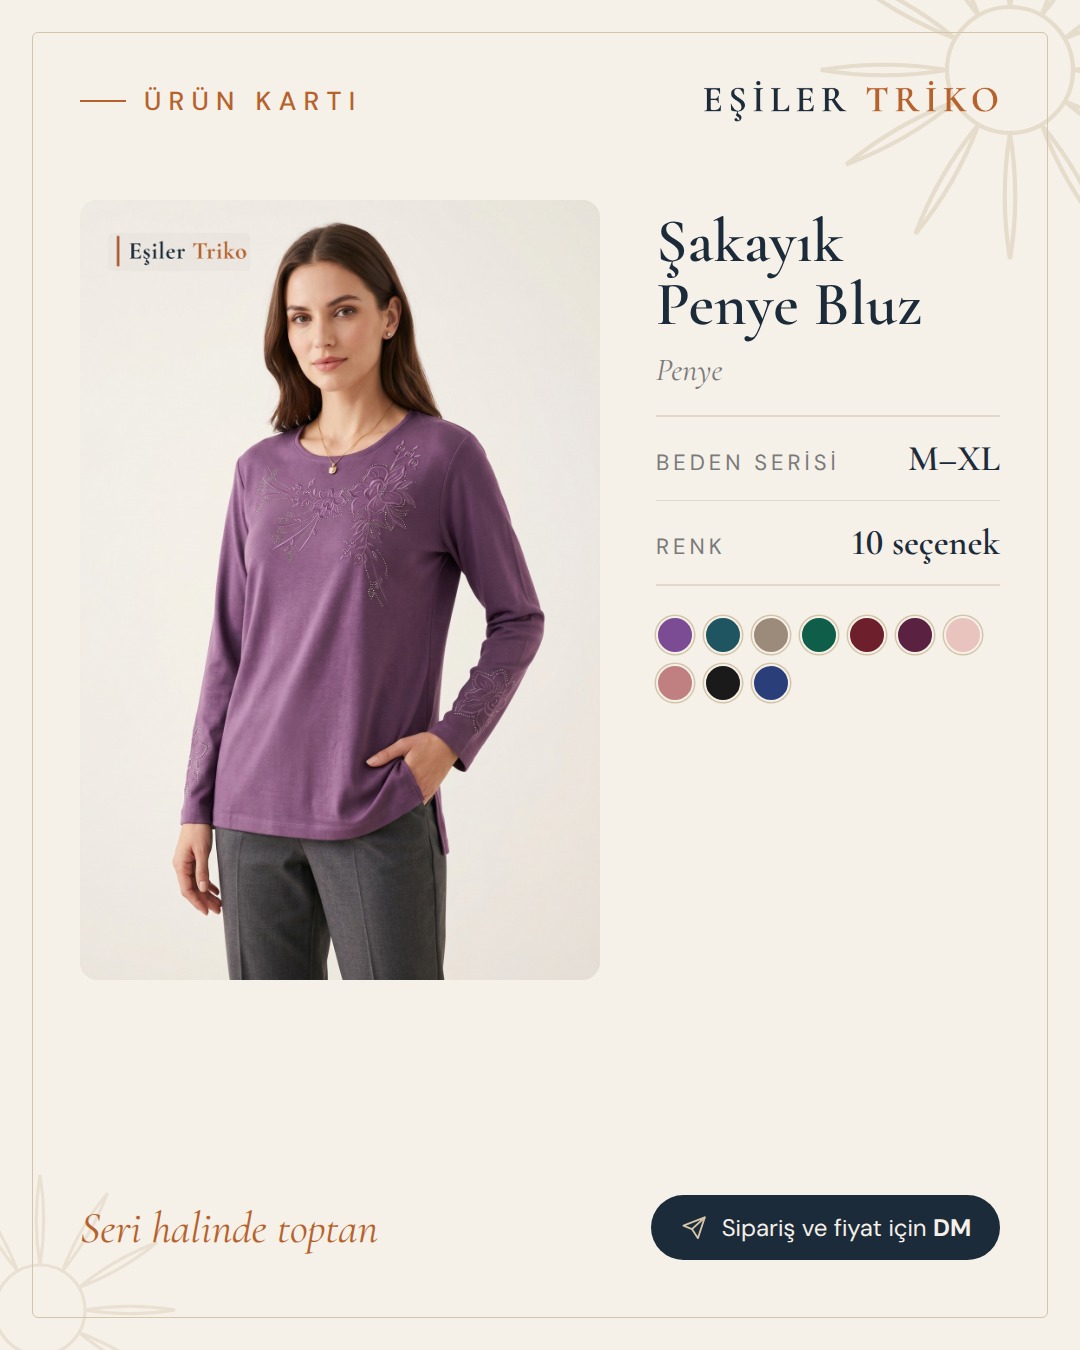 ÜRÜN KARTI
EŞİLER TRİKO
Eşiler Triko
Şakayık
Penye Bluz
Penye
BEDEN SERİSİ M–XL
RENK 10 seçenek
Seri halinde toptan
Sipariş ve fiyat için DM